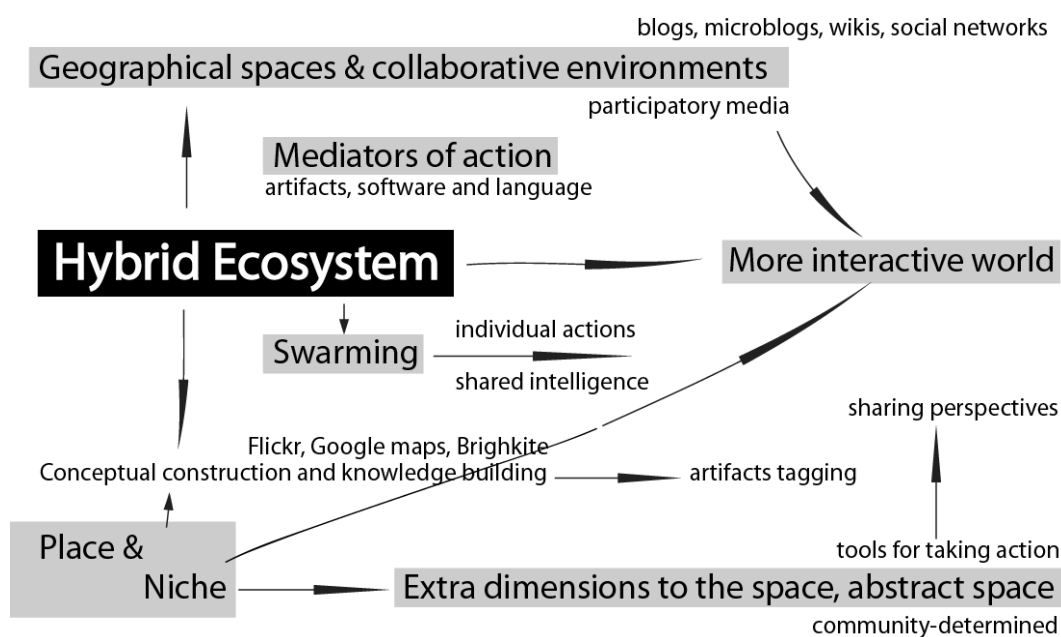 blogs, microblogs, wikis, social networks
Geographical spaces & collaborative environments
participatory media
Mediators of action
artifacts, software and language
Hybrid Ecosystem
More interactive world
Swarming
individual actions
shared intelligence
sharing perspectives
Flickr, Google maps, Brighkite
Conceptual construction and knowledge building
artifacts tagging
Place &
Niche
tools for taking action
Extra dimensions to the space, abstract space
community-determined